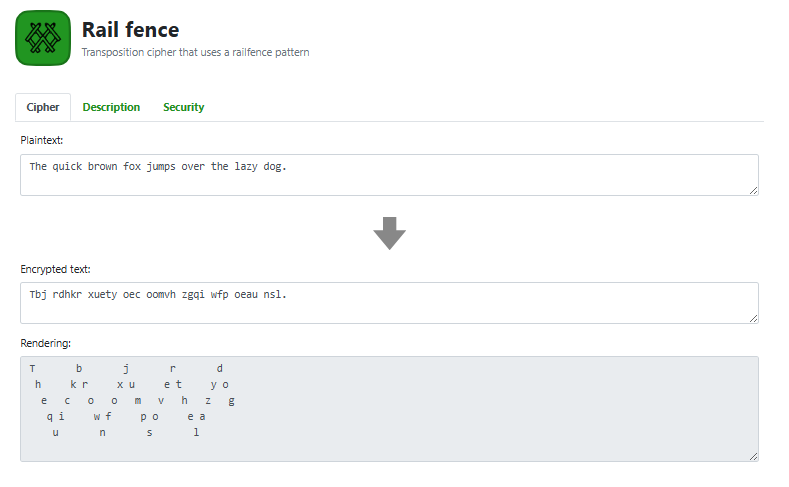 Rail fence
Transposition cipher that uses a railfence pattern
Cipher Description Security
Plaintext:
The quick brown fox jumps over the lazy dog.
Encrypted text:
Tbj rdhkr xuety oec oomvh zgqi wfp oeau nsl.
Rendering:
T       b       j       r       d
 h     k r     x u     e t     y o
  e   c   o   o   m   v   h   z   g
   q i     w f     p o     e a
    u       n       s       l